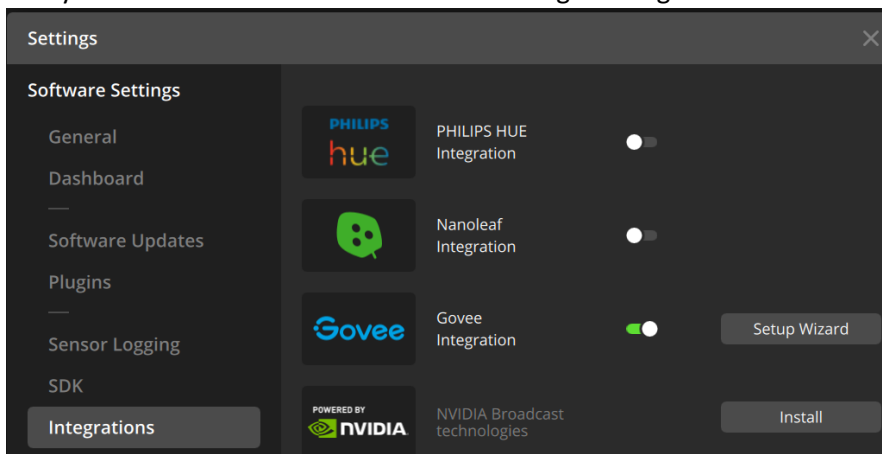 Settings
Software Settings
General
Dashboard
Software Updates
Plugins
Sensor Logging
SDK
Integrations
PHILIPS
hue
PHILIPS HUE
Integration
Nanoleaf
Integration
Govee
Govee
Integration
Setup Wizard
POWERED BY
NVIDIA.
NVIDIA Broadcast
technologies
Install